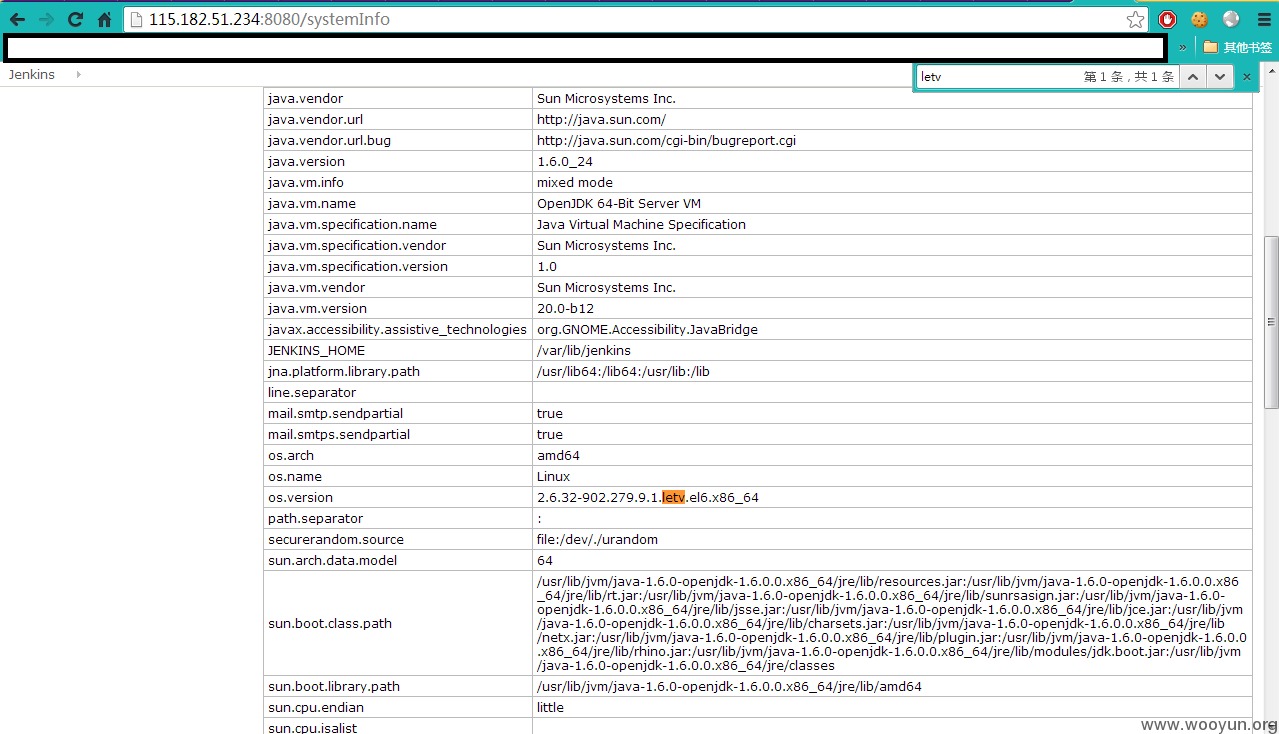 115.182.51.234:8080/systemInfo
» 其他书签
Jenkins
letv 第 1 条，共 1 条 ×
java.vendor Sun Microsystems Inc.
java.vendor.url http://java.sun.com/
java.vendor.url.bug http://java.sun.com/cgi-bin/bugreport.cgi
java.version 1.6.0_24
java.vm.info mixed mode
java.vm.name OpenJDK 64-Bit Server VM
java.vm.specification.name Java Virtual Machine Specification
java.vm.specification.vendor Sun Microsystems Inc.
java.vm.specification.version 1.0
java.vm.vendor Sun Microsystems Inc.
java.vm.version 20.0-b12
javax.accessibility.assistive_technologies org.GNOME.Accessibility.JavaBridge
JENKINS_HOME /var/lib/jenkins
jna.platform.library.path /usr/lib64:/lib64:/usr/lib:/lib
line.separator
mail.smtp.sendpartial true
mail.smtps.sendpartial true
os.arch amd64
os.name Linux
os.version 2.6.32-902.279.9.1.letv.el6.x86_64
path.separator :
securerandom.source file:/dev/./urandom
sun.arch.data.model 64
sun.boot.class.path
/usr/lib/jvm/java-1.6.0-openjdk-1.6.0.0.x86_64/jre/lib/resources.jar:/usr/lib/jvm/java-1.6.0-openjdk-1.6.0.0.x86
_64/jre/lib/rt.jar:/usr/lib/jvm/java-1.6.0-openjdk-1.6.0.0.x86_64/jre/lib/sunrsasign.jar:/usr/lib/jvm/java-1.6.0-
openjdk-1.6.0.0.x86_64/jre/lib/jsse.jar:/usr/lib/jvm/java-1.6.0-openjdk-1.6.0.0.x86_64/jre/lib/jce.jar:/usr/lib/jvm
/java-1.6.0-openjdk-1.6.0.0.x86_64/jre/lib/charsets.jar:/usr/lib/jvm/java-1.6.0-openjdk-1.6.0.0.x86_64/jre/lib
/netx.jar:/usr/lib/jvm/java-1.6.0-openjdk-1.6.0.0.x86_64/jre/lib/plugin.jar:/usr/lib/jvm/java-1.6.0-openjdk-1.6.0.0
.x86_64/jre/lib/rhino.jar:/usr/lib/jvm/java-1.6.0-openjdk-1.6.0.0.x86_64/jre/lib/modules/jdk.boot.jar:/usr/lib/jvm
/java-1.6.0-openjdk-1.6.0.0.x86_64/jre/classes
sun.boot.library.path /usr/lib/jvm/java-1.6.0-openjdk-1.6.0.0.x86_64/jre/lib/amd64
sun.cpu.endian little
sun.cpu.isalist
www.wooyun.org